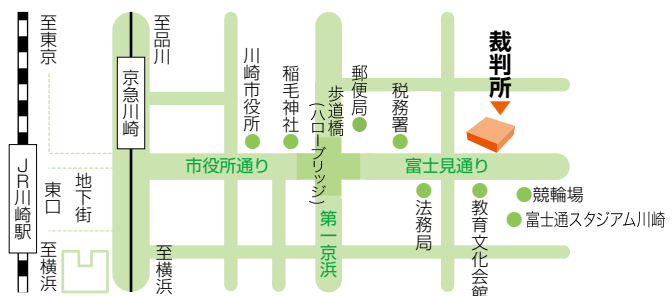 至東京
JR川崎駅
至横浜
東口
地下街
至品川
京急川崎
至横浜
川崎市役所
稲毛神社
歩道橋
(ハローブリッジ)
郵便局
税務署
裁判所
市役所通り
富士見通り
第一京浜
法務局
教育文化会館
競輪場
富士通スタジアム川崎